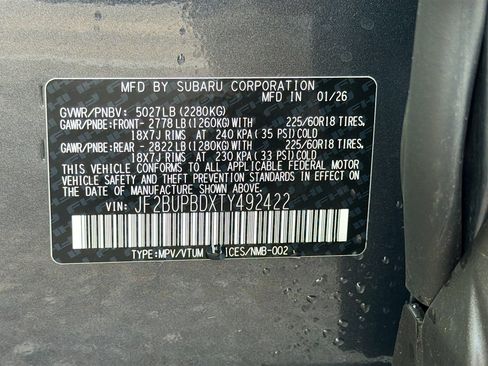 MFD BY SUBARU CORPORATION
MFD IN 01/26
GVWR/PNBV: 5027LB(2280KG)
GAWR/PNBE:FRONT- 2778LB(1260KG)WITH 225/60R18 TIRES,
18X7J RIMS AT 240 KPA(35 PSI)COLD
GAWR/PNBE:REAR - 2822LB(1280KG)WITH 225/60R18 TIRES,
18X7J RIMS AT 230 KPA(33 PSI)COLD
THIS VEHICLE CONFORMS TO ALL APPLICABLE FEDERAL MOTOR
VEHICLE SAFETY AND THEFT PREVENTION STANDARDS IN
EFFECT ON THE DATE OF MANUFACTURE SHOWN ABOVE.
VIN: JF2BUPBDXTY492422
TYPE:MPV/VTUM ICES/NMB-002